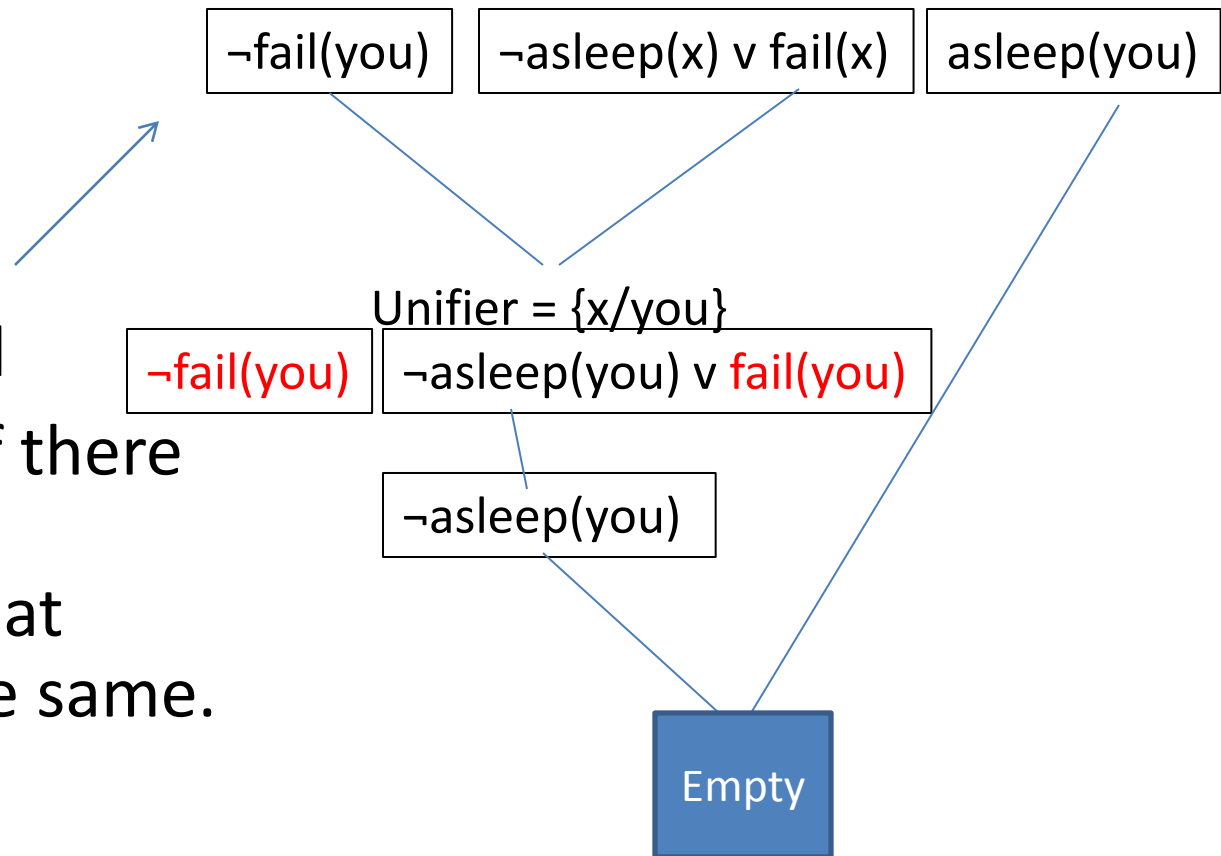 ¬fail(you) ¬asleep(x) v fail(x) asleep(you)
Unifier = {x/you}
¬fail(you) ¬asleep(you) v fail(you)
f there
¬asleep(you)
at
e same.
Empty